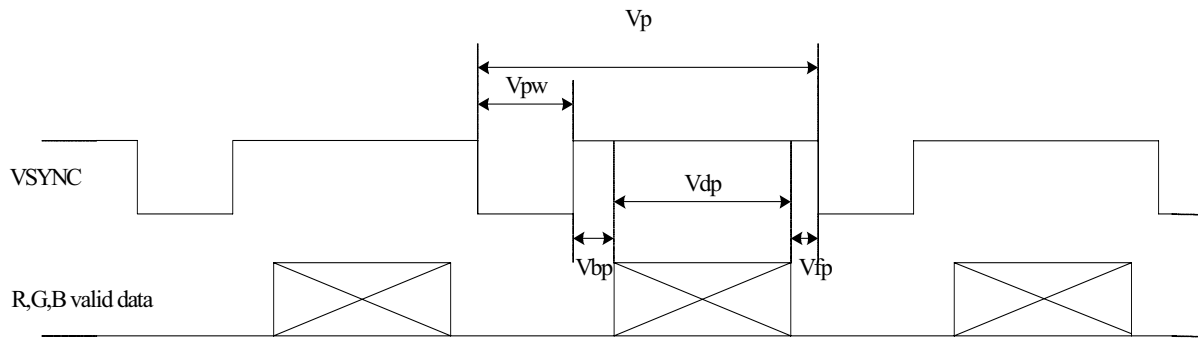 Vp
Vpw
VSYNC
Vdp
Vbp
Vfp
R,G,B valid data